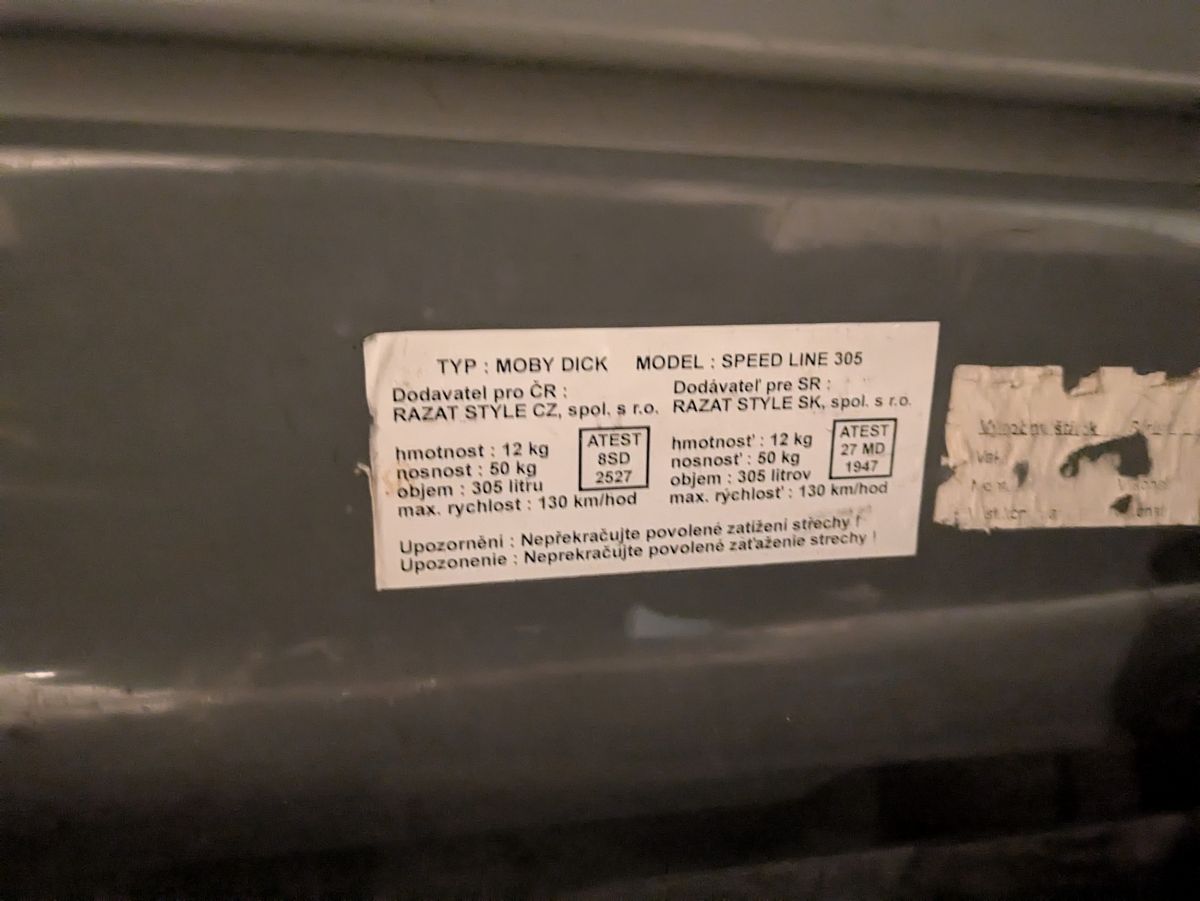 TYP : MOBY DICK MODEL : SPEED LINE 305
Dodavatel pro ČR :
RAZAT STYLE CZ, spol. s r.o.
hmotnost : 12 kg
nosnost : 50 kg
objem : 305 litru
max. rychlost : 130 km/hod
ATEST
8SD
2527
Dodávateľ pre SR :
RAZAT STYLE SK, spol. s r.o.
hmotnosť : 12 kg
nosnosť : 50 kg
objem : 305 litrov
max. rýchlosť : 130 km/hod
ATEST
27 MD
1947
Upozorněni : Nepřekračujte povolené zatížení střechy !
Upozonenie : Neprekračujte povolené zaťaženie strechy !
štítek